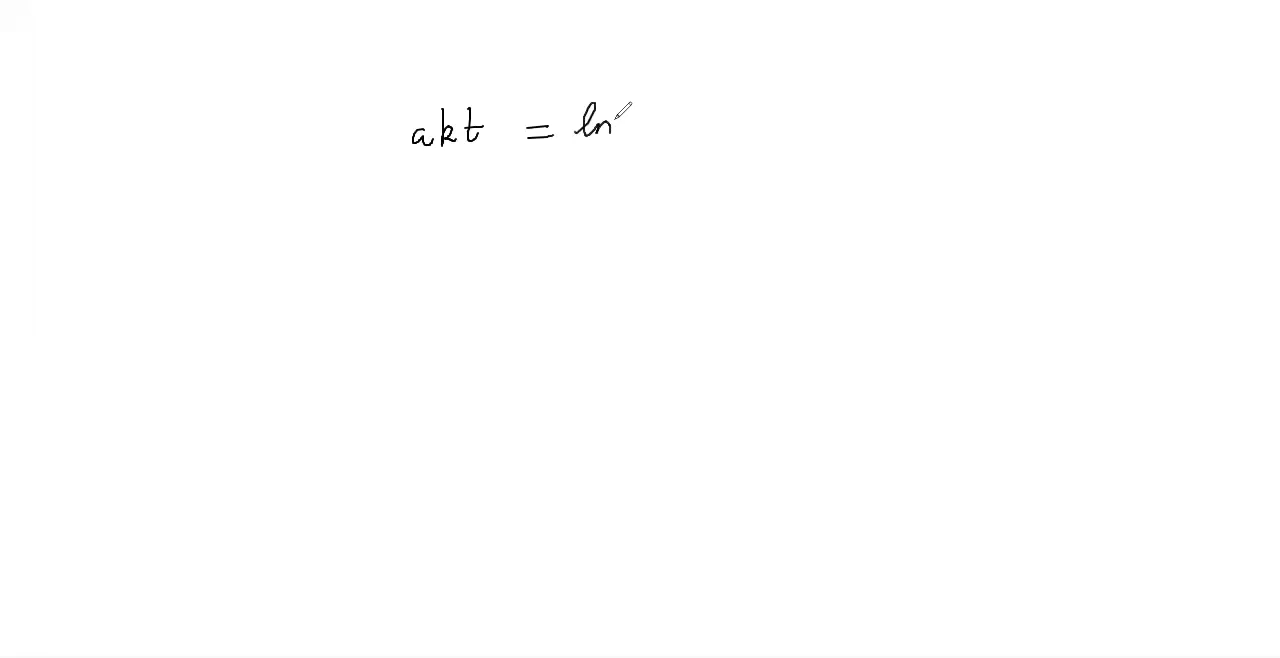 akt = ln